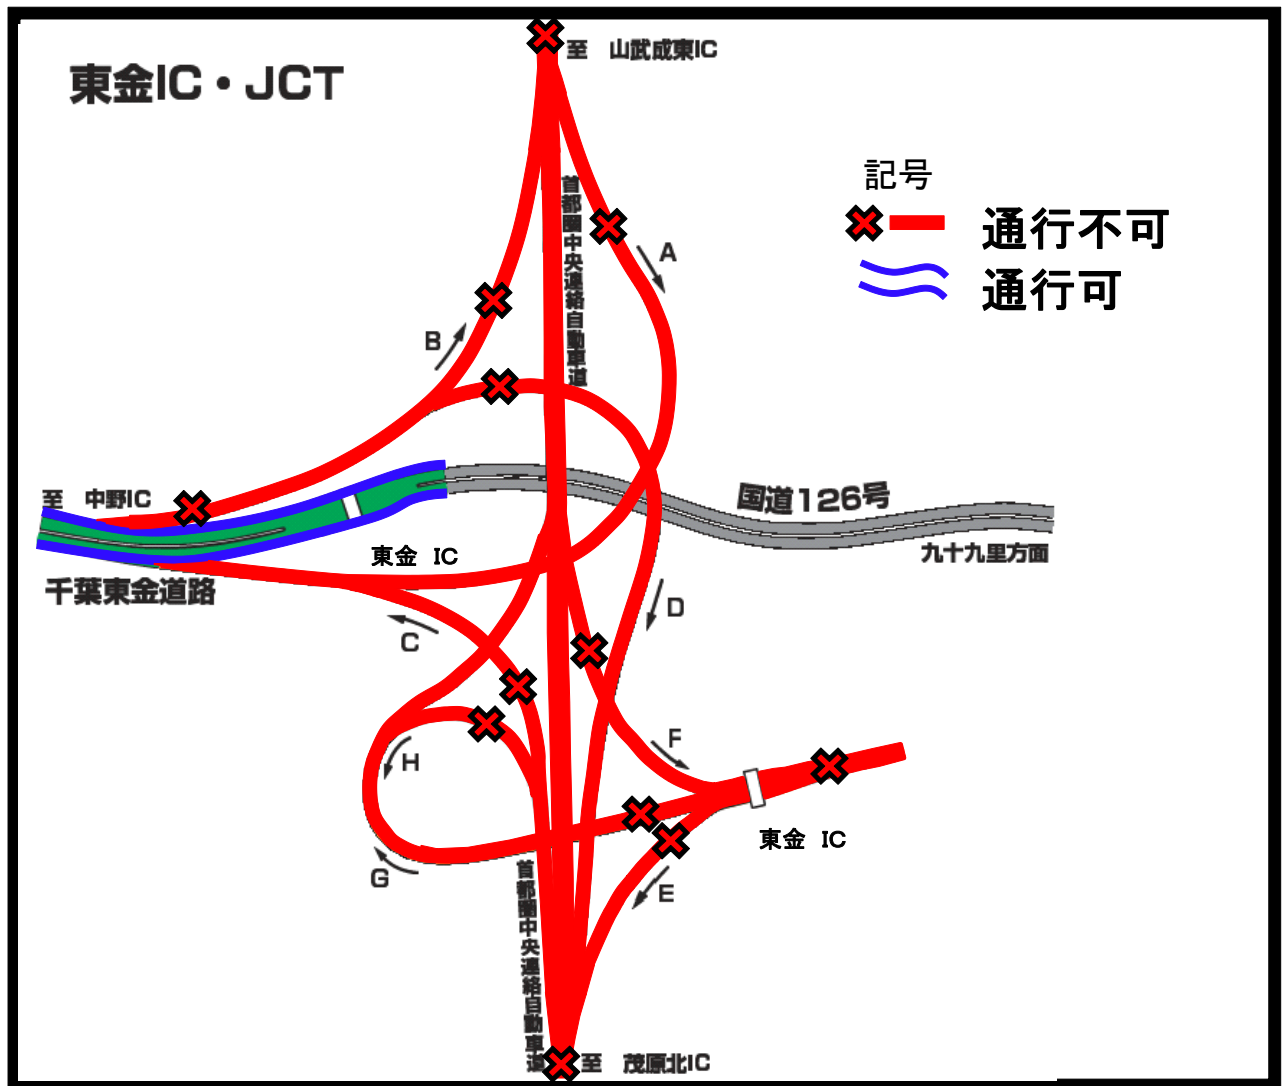 東金IC・JCT
至 山武成東IC
記号
通行不可
通行可
首都圏中央連絡自動車道
A
B
至 中野IC
国道126号
東金 IC
九十九里方面
千葉東金道路
C
D
F
H
東金 IC
G
E
首都圏中央連絡自動車道
至 茂原北IC